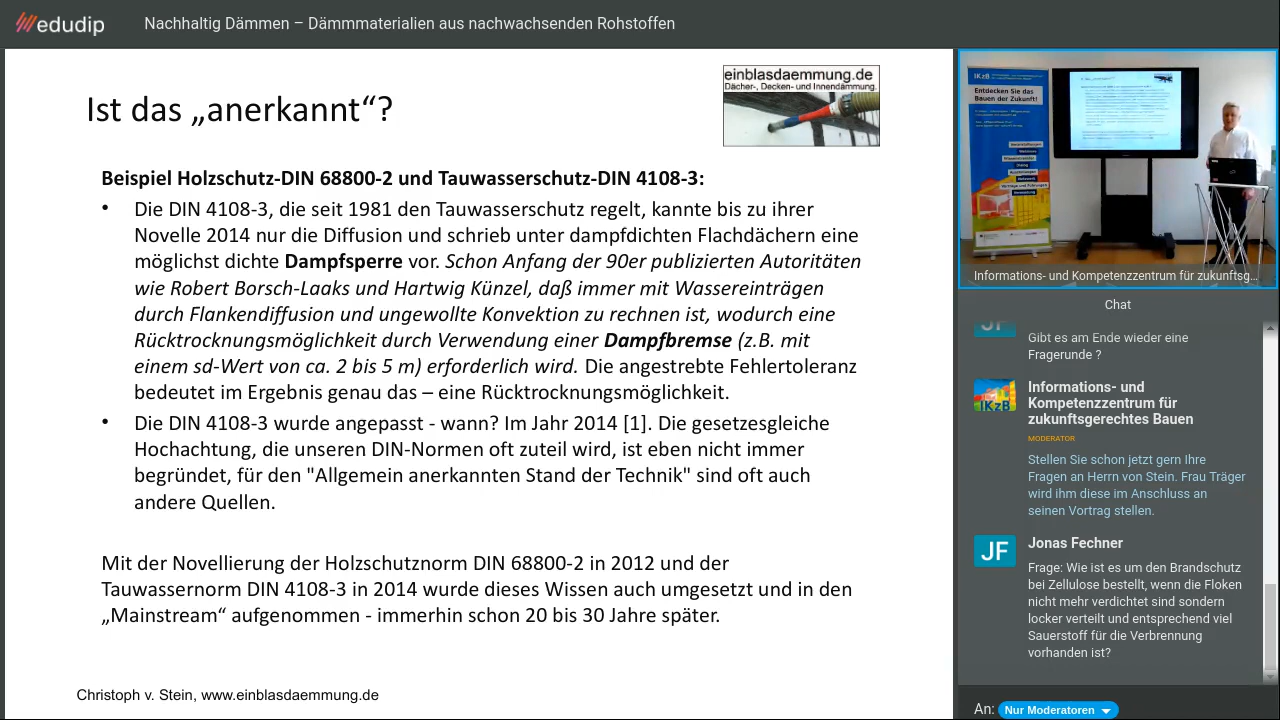 edudip
Nachhaltig Dämmen – Dämmmaterialien aus nachwachsenden Rohstoffen
einblasdaemmung.de
Dächer-, Decken- und Innendämmung.
Ist das „anerkannt“?
Beispiel Holzschutz-DIN 68800-2 und Tauwasserschutz-DIN 4108-3:
• Die DIN 4108-3, die seit 1981 den Tauwasserschutz regelt, kannte bis zu ihrer
Novelle 2014 nur die Diffusion und schrieb unter dampfdichten Flachdächern eine
möglichst dichte Dampfsperre vor. Schon Anfang der 90er publizierten Autoritäten
wie Robert Borsch-Laaks und Hartwig Künzel, daß immer mit Wassereinträgen
durch Flankendiffusion und ungewollte Konvektion zu rechnen ist, wodurch eine
Rücktrocknungsmöglichkeit durch Verwendung einer Dampfbremse (z.B. mit
einem sd-Wert von ca. 2 bis 5 m) erforderlich wird. Die angestrebte Fehlertoleranz
bedeutet im Ergebnis genau das – eine Rücktrocknungsmöglichkeit.
• Die DIN 4108-3 wurde angepasst - wann? Im Jahr 2014 [1]. Die gesetzesgleiche
Hochachtung, die unseren DIN-Normen oft zuteil wird, ist eben nicht immer
begründet, für den "Allgemein anerkannten Stand der Technik" sind oft auch
andere Quellen.
Mit der Novellierung der Holzschutznorm DIN 68800-2 in 2012 und der
Tauwassernorm DIN 4108-3 in 2014 wurde dieses Wissen auch umgesetzt und in den
„Mainstream“ aufgenommen - immerhin schon 20 bis 30 Jahre später.
Christoph v. Stein, www.einblasdaemmung.de
IKzB
Entdecken Sie das
Bauen der Zukunft!
Informations- und Kompetenzzentrum für zukunftsg...
Chat
JF
Gibt es am Ende wieder eine
Fragerunde ?
IKzB
Informations- und
Kompetenzzentrum für
zukunftsgerechtes Bauen
MODERATOR
Stellen Sie schon jetzt gern Ihre
Fragen an Herrn von Stein. Frau Träger
wird ihm diese im Anschluss an
seinen Vortrag stellen.
JF
Jonas Fechner
Frage: Wie ist es um den Brandschutz
bei Zellulose bestellt, wenn die Floken
nicht mehr verdichtet sind sondern
locker verteilt und entsprechend viel
Sauerstoff für die Verbrennung
vorhanden ist?
An: Nur Moderatoren